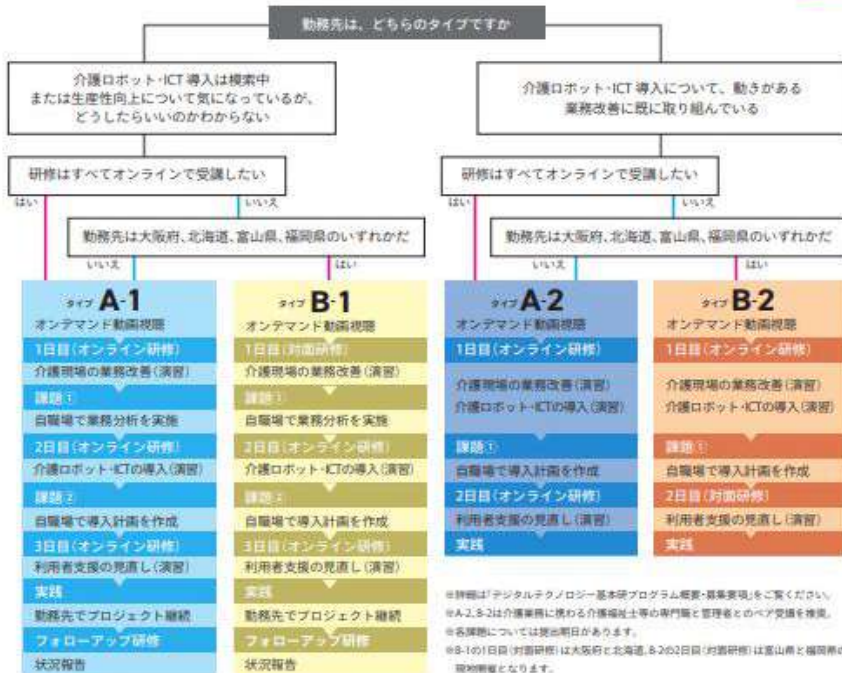 勤務先は、どちらのタイプですか
介護ロボット・ICT 導入は模索中
または生産性向上について気になっているが、
どうしたらいいのかわからない
介護ロボット・ICT 導入について、動きがある
業務改善に既に取り組んでいる
研修はすべてオンラインで受講したい
はい
いいえ
勤務先は大阪府、北海道、富山県、福岡県のいずれかだ
いいえ
はい
研修はすべてオンラインで受講したい
はい
いいえ
勤務先は大阪府、北海道、富山県、福岡県のいずれかだ
いいえ
はい
タイプ A-1
オンデマンド動画視聴
1日目(オンライン研修)
介護現場の業務改善(演習)
課題①
自職場で業務分析を実施
2日目(オンライン研修)
介護ロボット・ICTの導入(演習)
課題②
自職場で導入計画を作成
3日目(オンライン研修)
利用者支援の見直し(演習)
実践
勤務先でプロジェクト継続
フォローアップ研修
状況報告
タイプ B-1
オンデマンド動画視聴
1日目(対面研修)
介護現場の業務改善(演習)
課題①
自職場で業務分析を実施
2日目(オンライン研修)
介護ロボット・ICTの導入(演習)
課題②
自職場で導入計画を作成
3日目(オンライン研修)
利用者支援の見直し(演習)
実践
勤務先でプロジェクト継続
フォローアップ研修
状況報告
タイプ A-2
オンデマンド動画視聴
1日目(オンライン研修)
介護現場の業務改善(演習)
介護ロボット・ICTの導入(演習)
課題①
自職場で導入計画を作成
2日目(オンライン研修)
利用者支援の見直し(演習)
実践
タイプ B-2
オンデマンド動画視聴
1日目(オンライン研修)
介護現場の業務改善(演習)
介護ロボット・ICTの導入(演習)
課題①
自職場で導入計画を作成
2日目(対面研修)
利用者支援の見直し(演習)
実践
※詳細は「デジタルテクノロジー基本研プログラム概要・募集要項」をご覧ください。
※A-2、B-2は介護業務に携わる介護福祉士等の専門職と管理者とのペア受講を推奨。
※各課題については提出期日があります。
※B-1の1日目(対面研修)は大阪府と北海道、B-2の2日目(対面研修)は富山県と福岡県の
現地開催となります。